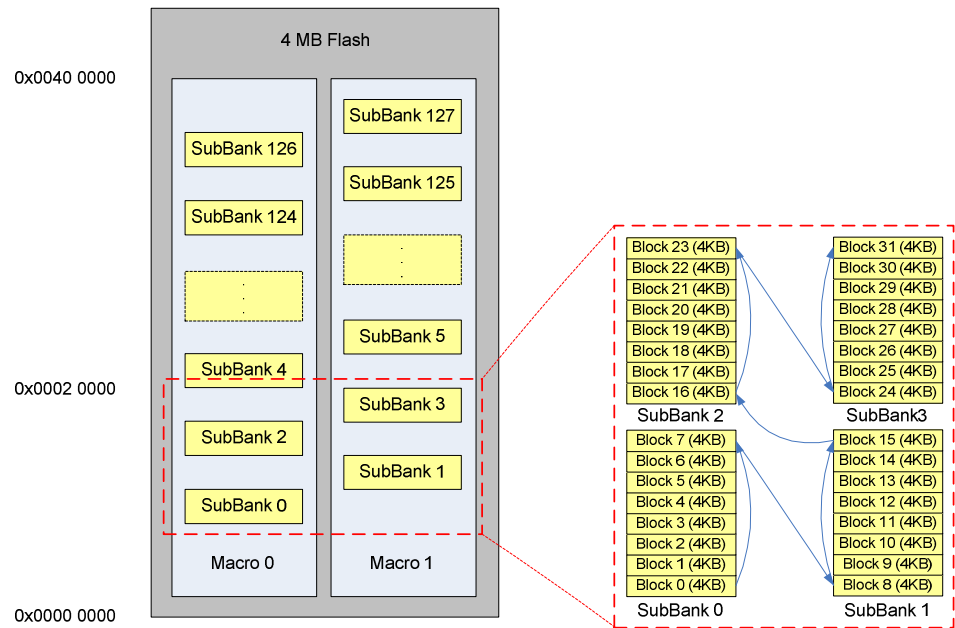 4 MB Flash
0x0040 0000
0x0002 0000
0x0000 0000
SubBank 126
SubBank 124
.
.
.
SubBank 4
SubBank 2
SubBank 0
Macro 0
SubBank 127
SubBank 125
.
.
.
SubBank 5
SubBank 3
SubBank 1
Macro 1
Block 23 (4KB)
Block 22 (4KB)
Block 21 (4KB)
Block 20 (4KB)
Block 19 (4KB)
Block 18 (4KB)
Block 17 (4KB)
Block 16 (4KB)
SubBank 2
Block 31 (4KB)
Block 30 (4KB)
Block 29 (4KB)
Block 28 (4KB)
Block 27 (4KB)
Block 26 (4KB)
Block 25 (4KB)
Block 24 (4KB)
SubBank3
Block 7 (4KB)
Block 6 (4KB)
Block 5 (4KB)
Block 4 (4KB)
Block 3 (4KB)
Block 2 (4KB)
Block 1 (4KB)
Block 0 (4KB)
SubBank 0
Block 15 (4KB)
Block 14 (4KB)
Block 13 (4KB)
Block 12 (4KB)
Block 11 (4KB)
Block 10 (4KB)
Block 9 (4KB)
Block 8 (4KB)
SubBank 1